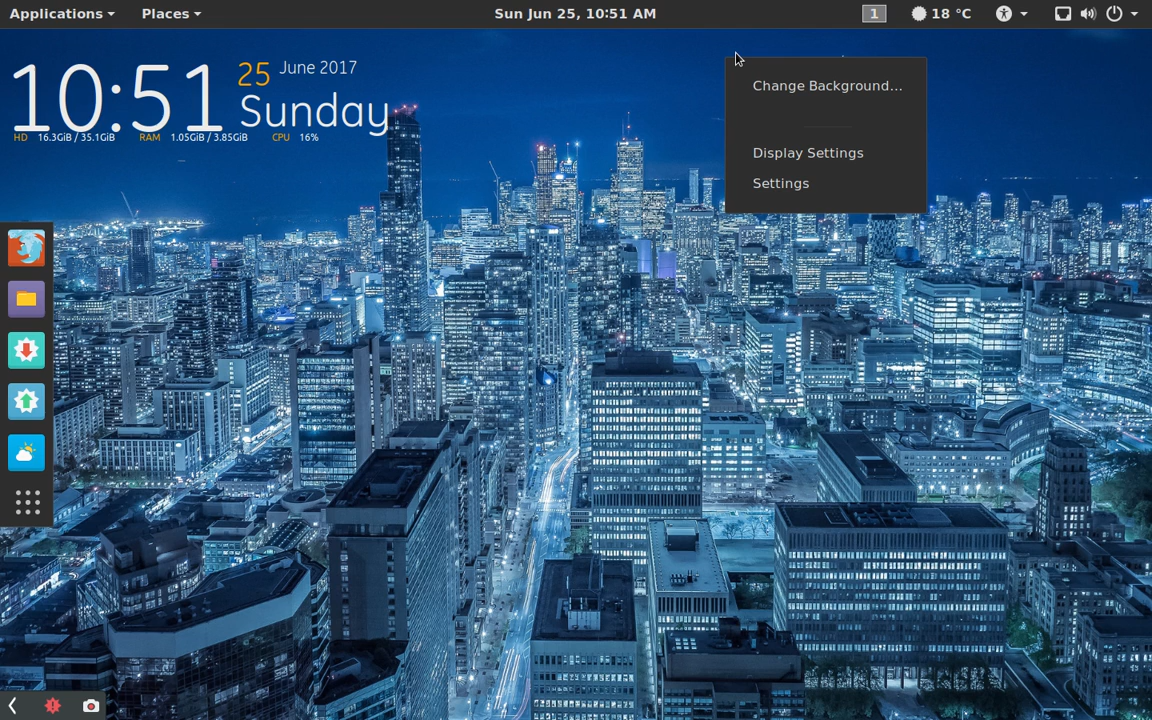 Applications Places Sun Jun 25, 10:51 AM 1 18 °C
10:51 25 June 2017
Sunday
HD 16.3GiB / 35.1GiB RAM 1.05GiB / 3.85GiB CPU 16%
Change Background...
Display Settings
Settings